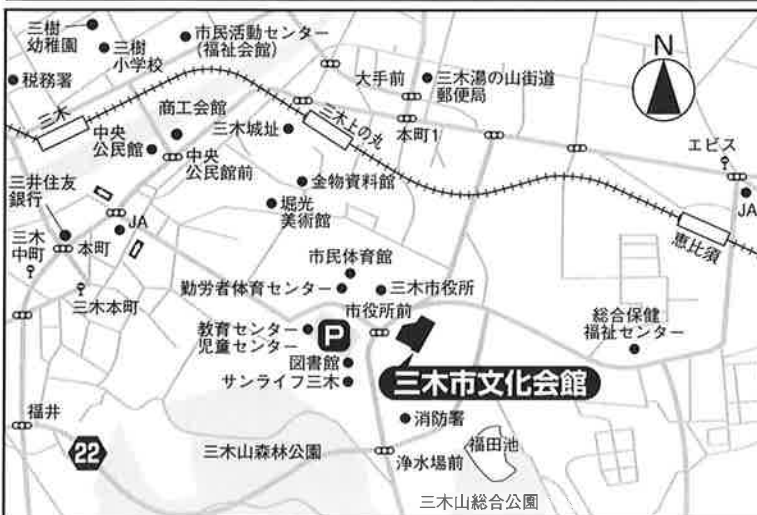 三樹
幼稚園
三樹
小学校
市民活動センター
(福祉会館)
税務署
大手前
三木湯の山街道
郵便局
N
三木
商工会館
中央
公民館
三木城址
三木上の丸
本町1
中央
公民館前
エビス
三井住友
銀行
金物資料館
JA
堀光
美術館
JA
三木
中町
本町
恵比須
市民体育館
三木本町
勤労者体育センター
三木市役所
市役所前
総合保健
福祉センター
教育センター
児童センター
P
図書館
サンライフ三木
三木市文化会館
福井
消防署
22
三木山森林公園
福田池
浄水場前
三木山総合公園